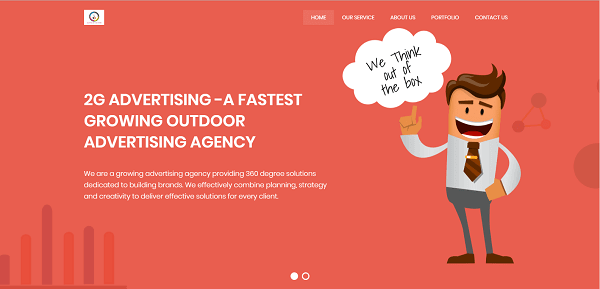 HOME OUR SERVICE ABOUT US PORTFOLIO CONTACT US
We Think
out of
the box
2G ADVERTISING -A FASTEST
GROWING OUTDOOR
ADVERTISING AGENCY
We are a growing advertising agency providing 360 degree solutions
dedicated to building brands. We effectively combine planning, strategy
and creativity to deliver effective solutions for every client.